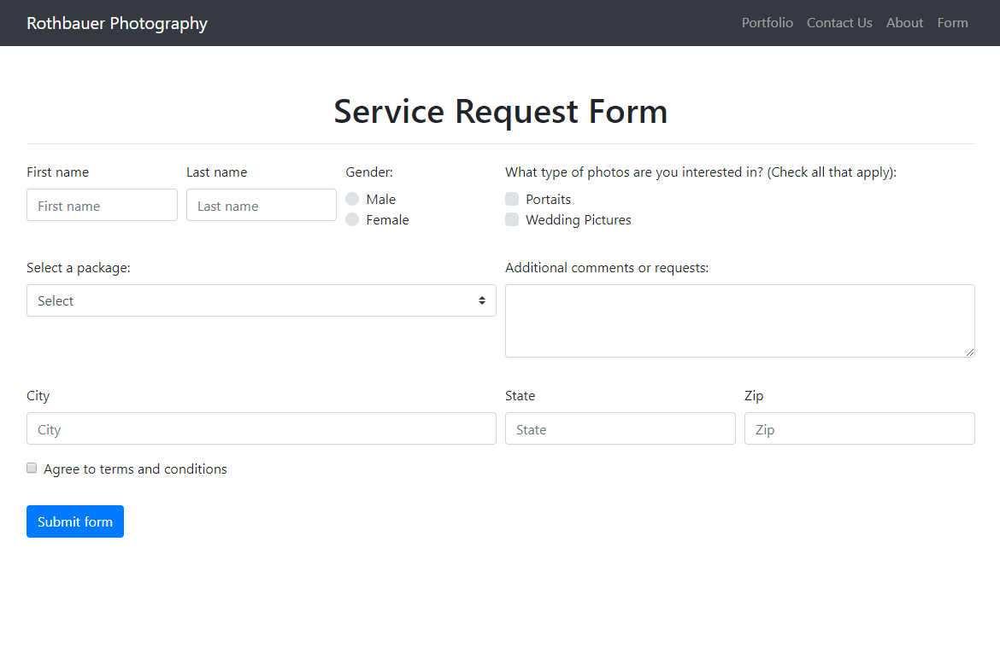 Rothbauer Photography
Portfolio Contact Us About Form
Service Request Form
First name Last name Gender: What type of photos are you interested in? (Check all that apply):
First name Last name Male Portaits
Female Wedding Pictures
Select a package: Additional comments or requests:
Select
City State Zip
City State Zip
Agree to terms and conditions
Submit form